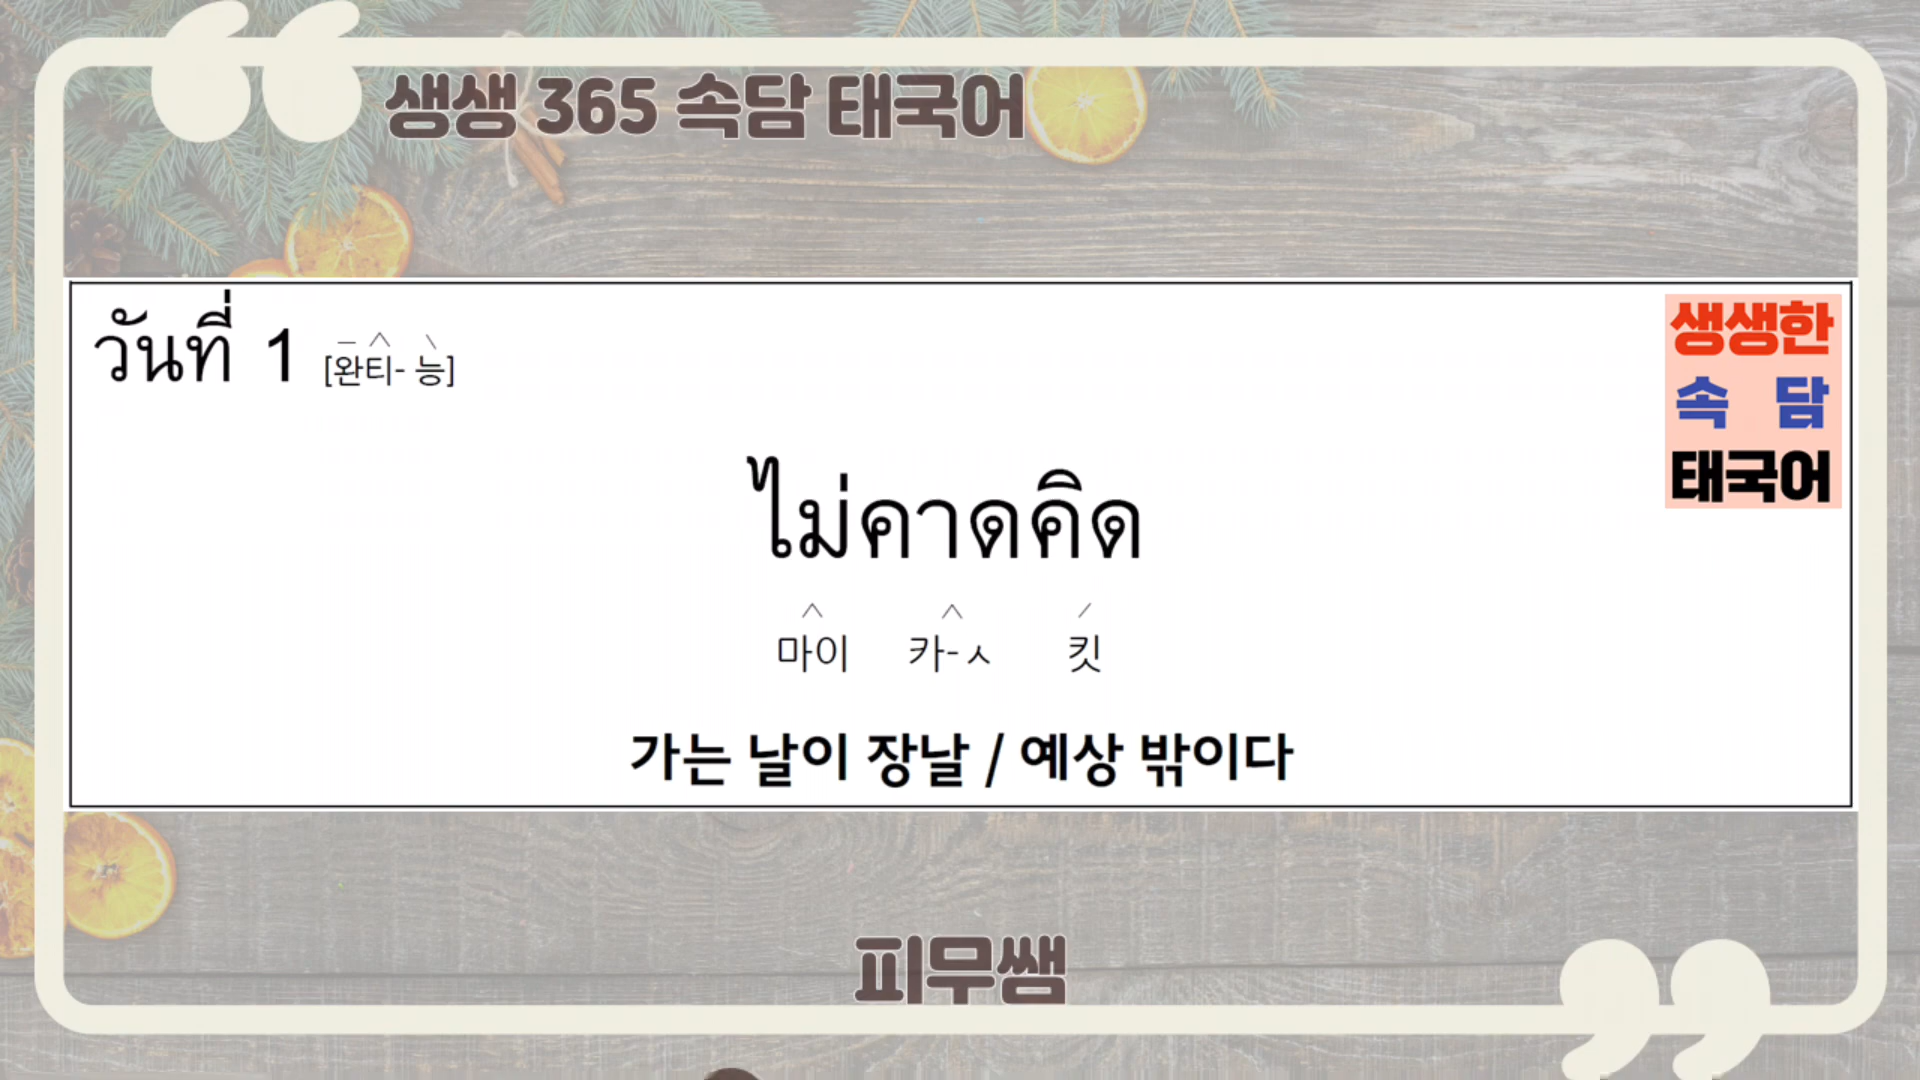 생생 365 속담 태국어
วันที่ 1 [완티- 능]
생생한
속 담
태국어
ไม่คาดคิด
마이 카-ㅅ 킷
가는 날이 장날 / 예상 밖이다
피무쌤